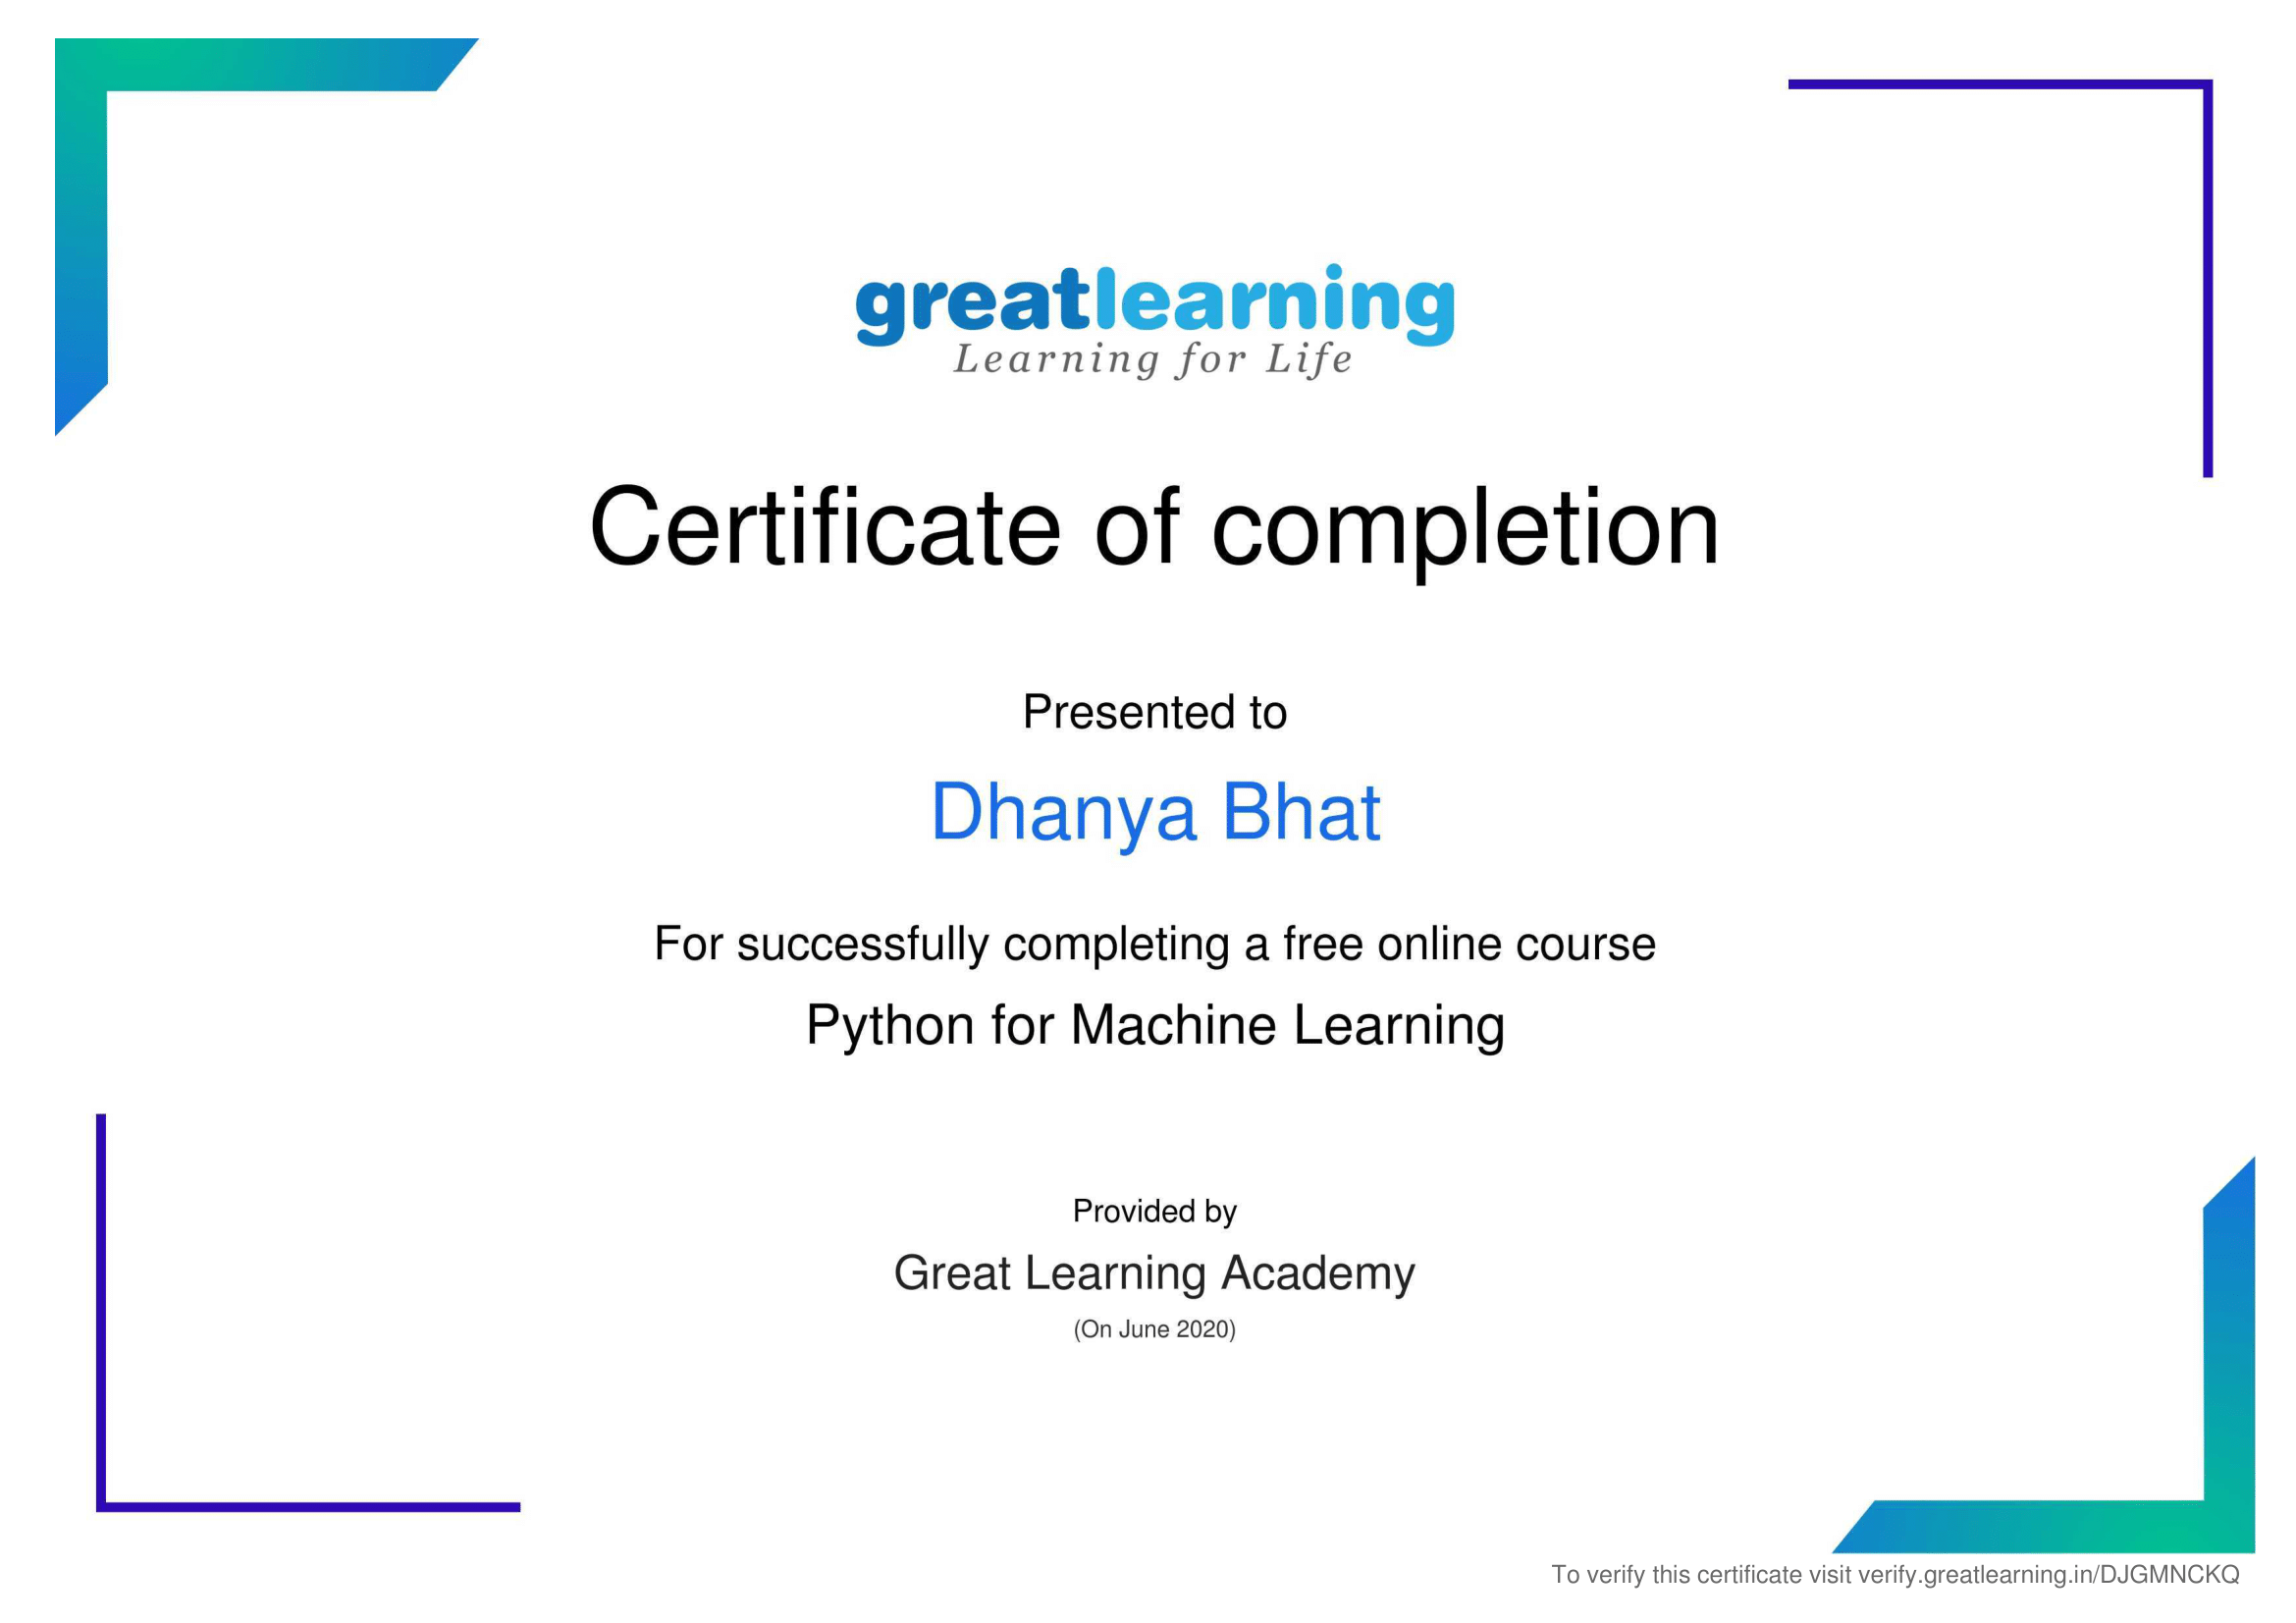 greatlearning
Learning for Life
Certificate of completion
Presented to
Dhanya Bhat
For successfully completing a free online course
Python for Machine Learning
Provided by
Great Learning Academy
(On June 2020)
To verify this certificate visit verify.greatlearning.in/DJGMNCKQ